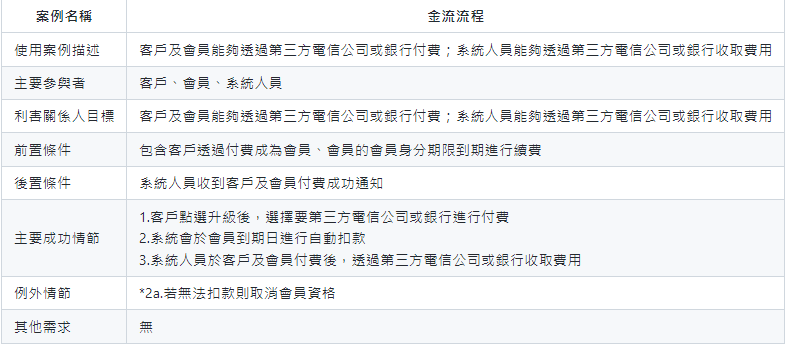 案例名稱 金流流程
使用案例描述 客戶及會員能夠透過第三方電信公司或銀行付費；系統人員能夠透過第三方電信公司或銀行收取費用
主要參與者 客戶、會員、系統人員
利害關係人目標 客戶及會員能夠透過第三方電信公司或銀行付費；系統人員能夠透過第三方電信公司或銀行收取費用
前置條件 包含客戶透過付費成為會員、會員的會員身分期限到期進行續費
後置條件 系統人員收到客戶及會員付費成功通知
主要成功情節 1.客戶點選升級後，選擇要第三方電信公司或銀行進行付費
2.系統會於會員到期日進行自動扣款
3.系統人員於客戶及會員付費後，透過第三方電信公司或銀行收取費用
例外情節 *2a.若無法扣款則取消會員資格
其他需求 無